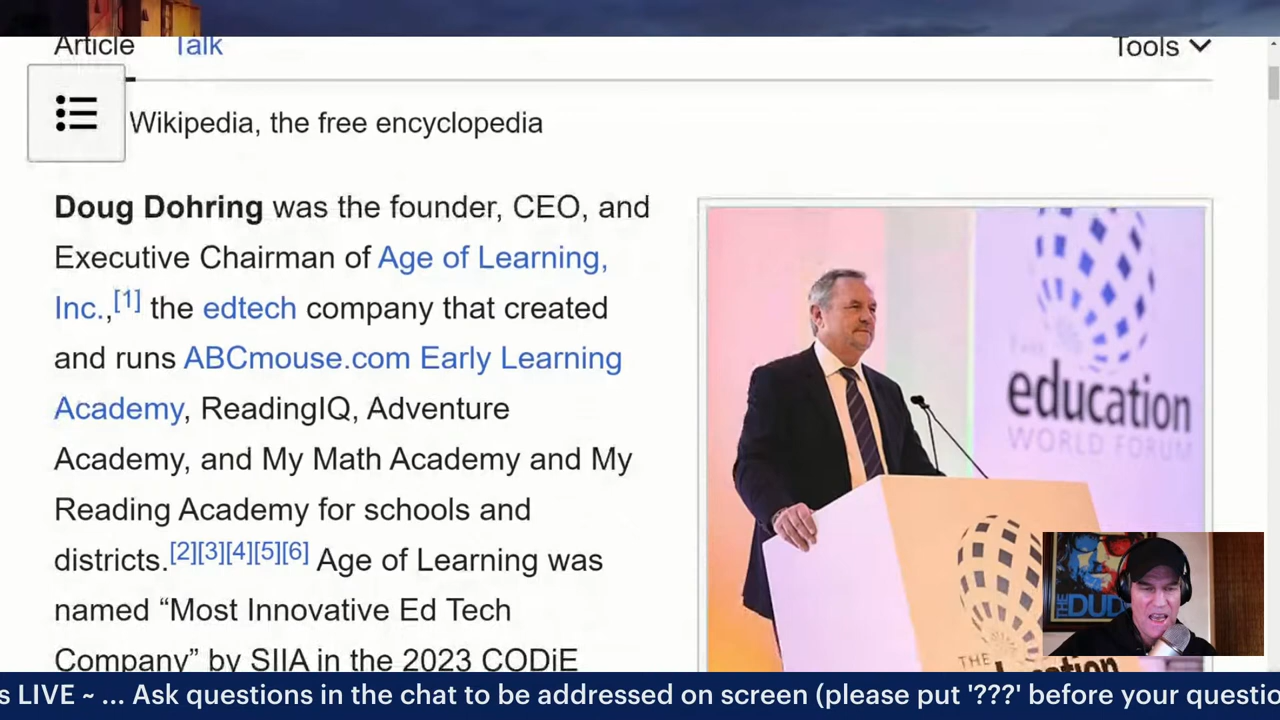 Article Talk Tools
Wikipedia, the free encyclopedia
Doug Dohring was the founder, CEO, and
Executive Chairman of Age of Learning,
Inc.,[1] the edtech company that created
and runs ABCmouse.com Early Learning
Academy, ReadingIQ, Adventure
Academy, and My Math Academy and My
Reading Academy for schools and
districts.[2][3][4][5][6] Age of Learning was
named “Most Innovative Ed Tech
Company” by SIIA in the 2023 CODiE
education
WORLD FORUM
THE
education
THE DUD
s LIVE ~ ... Ask questions in the chat to be addressed on screen (please put '???' before your questio